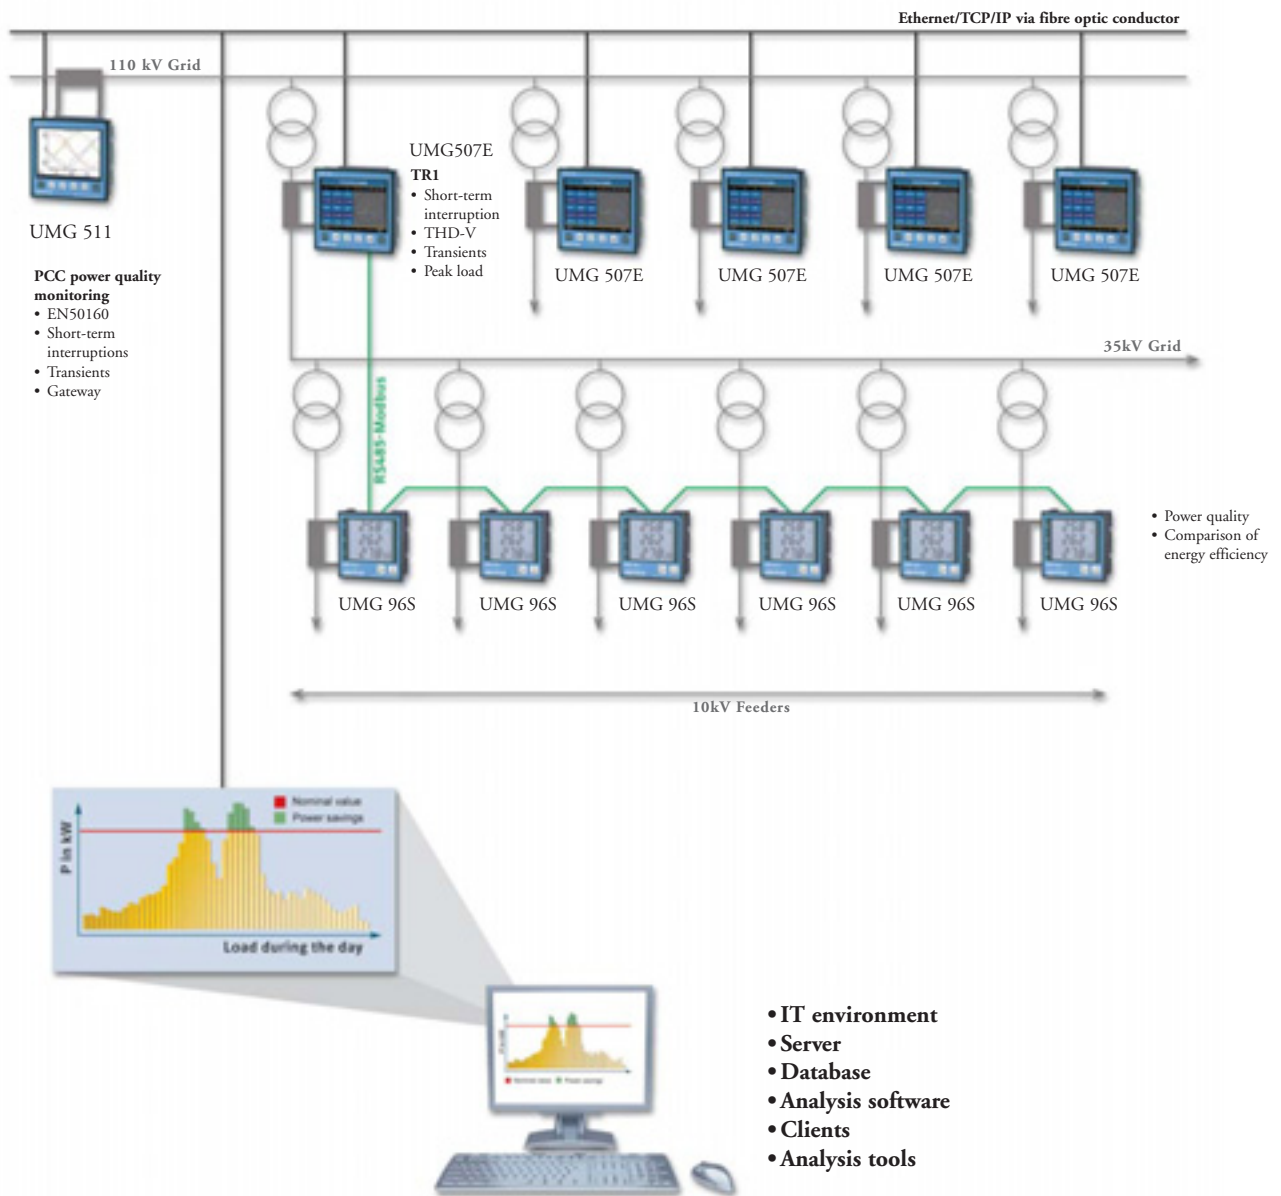 Ethernet/TCP/IP via fibre optic conductor
110 kV Grid
UMG 511
PCC power quality
monitoring
• EN50160
• Short-term
interruptions
• Transients
• Gateway
UMG507E
TR1
• Short-term
interruption
• THD-V
• Transients
• Peak load
UMG 507E
UMG 507E
UMG 507E
UMG 507E
35kV Grid
RS485-Modbus
UMG 96S
UMG 96S
UMG 96S
UMG 96S
UMG 96S
UMG 96S
• Power quality
• Comparison of
energy efficiency
10kV Feeders
Nominal value
Power savings
P in kW
Load during the day
Nominal value
Power savings
• IT environment
• Server
• Database
• Analysis software
• Clients
• Analysis tools